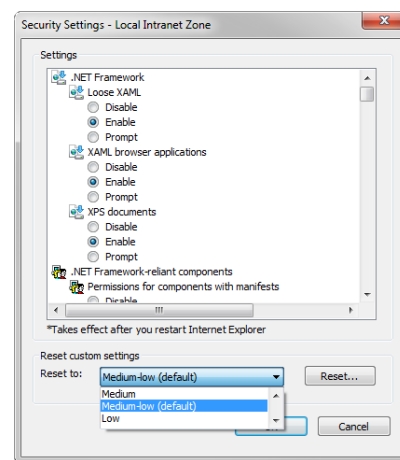 Security Settings - Local Intranet Zone
Settings
.NET Framework
Loose XAML
Disable
Enable
Prompt
XAML browser applications
Disable
Enable
Prompt
XPS documents
Disable
Enable
Prompt
.NET Framework-reliant components
Permissions for components with manifests
Disable
*Takes effect after you restart Internet Explorer
Reset custom settings
Reset to: Medium-low (default) Reset...
Medium
Medium-low (default)
Low
Cancel